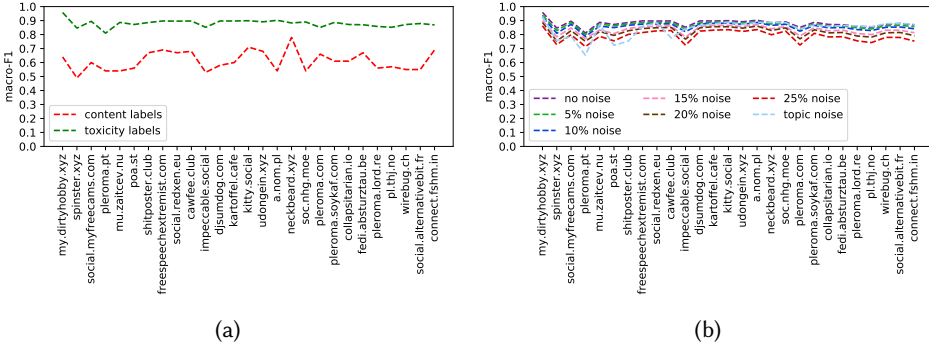 1.0
0.9
0.8
0.7
0.6
0.5
0.4
0.3
0.2
0.1
0.0
macro-F1
content labels
toxicity labels
my.dirtyhobby.xyz
spinster.xyz
social.myfreecams.com
pleroma.pt
mu.zaitcev.nu
poa.st
shitposter.club
freespeechextremist.com
social.redxen.eu
cawfee.club
impeccable.social
djsumdog.com
kartoffel.cafe
kitty.social
udongein.xyz
a.nom.pl
neckbeard.xyz
soc.nhg.moe
pleroma.com
pleroma.soykaf.com
collapsitarian.io
fedi.absturztau.be
pleroma.lord.re
pl.thj.no
wirebug.ch
social.alternativebit.fr
connect.fshm.in
(a)
1.0
0.9
0.8
0.7
0.6
0.5
0.4
0.3
0.2
0.1
0.0
macro-F1
no noise
5% noise
10% noise
15% noise
20% noise
25% noise
topic noise
my.dirtyhobby.xyz
spinster.xyz
social.myfreecams.com
pleroma.pt
mu.zaitcev.nu
poa.st
shitposter.club
freespeechextremist.com
social.redxen.eu
cawfee.club
impeccable.social
djsumdog.com
kartoffel.cafe
kitty.social
udongein.xyz
a.nom.pl
neckbeard.xyz
soc.nhg.moe
pleroma.com
pleroma.soykaf.com
collapsitarian.io
fedi.absturztau.be
pleroma.lord.re
pl.thj.no
wirebug.ch
social.alternativebit.fr
connect.fshm.in
(b)